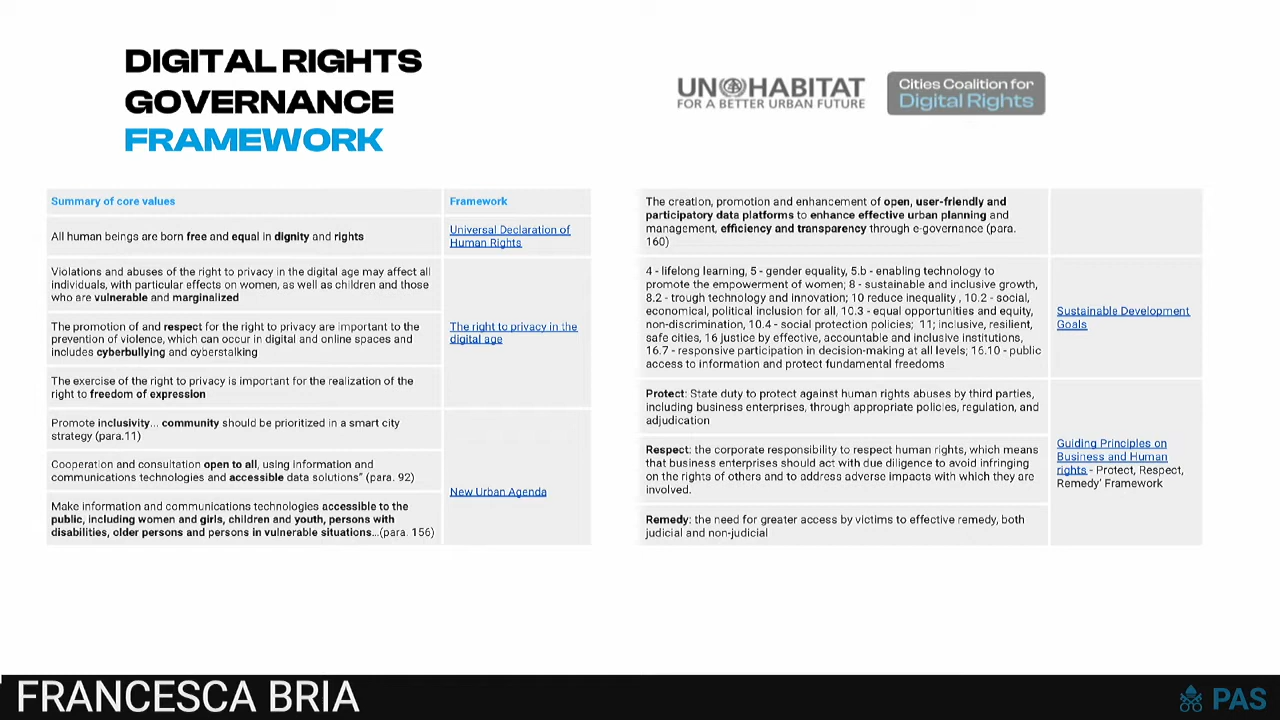 DIGITAL RIGHTS
GOVERNANCE
FRAMEWORK
UN HABITAT
FOR A BETTER URBAN FUTURE
Cities Coalition for
Digital Rights
Summary of core values
Framework
All human beings are born free and equal in dignity and rights
Universal Declaration of
Human Rights
Violations and abuses of the right to privacy in the digital age may affect all
individuals, with particular effects on women, as well as children and those
who are vulnerable and marginalized
The promotion of and respect for the right to privacy are important to the
prevention of violence, which can occur in digital and online spaces and
includes cyberbullying and cyberstalking
The exercise of the right to privacy is important for the realization of the
right to freedom of expression
The right to privacy in the
digital age
Promote inclusivity... community should be prioritized in a smart city
strategy (para.11)
Cooperation and consultation open to all, using information and
communications technologies and accessible data solutions” (para. 92)
Make information and communications technologies accessible to the
public, including women and girls, children and youth, persons with
disabilities, older persons and persons in vulnerable situations...(para. 156)
New Urban Agenda
The creation, promotion and enhancement of open, user-friendly and
participatory data platforms to enhance effective urban planning and
management, efficiency and transparency through e-governance (para.
160)
4 - lifelong learning, 5 - gender equality, 5.b - enabling technology to
promote the empowerment of women; 8 - sustainable and inclusive growth,
8.2 - trough technology and innovation; 10 reduce inequality , 10.2 - social,
economical, political inclusion for all, 10.3 - equal opportunities and equity,
non-discrimination, 10.4 - social protection policies; 11; inclusive, resilient,
safe cities, 16 justice by effective, accountable and inclusive institutions,
16.7 - responsive participation in decision-making at all levels; 16.10 - public
access to information and protect fundamental freedoms
Sustainable Development
Goals
Protect: State duty to protect against human rights abuses by third parties,
including business enterprises, through appropriate policies, regulation, and
adjudication
Respect: the corporate responsibility to respect human rights, which means
that business enterprises should act with due diligence to avoid infringing
on the rights of others and to address adverse impacts with which they are
involved.
Remedy: the need for greater access by victims to effective remedy, both
judicial and non-judicial
Guiding Principles on
Business and Human
rights - Protect, Respect,
Remedy’ Framework
FRANCESCA BRIA
PAS